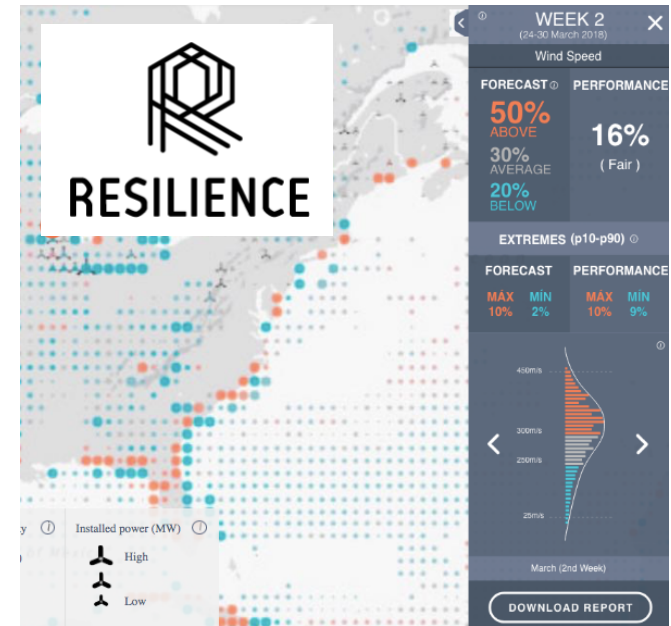 RESILIENCE
y
Installed power (MW)
High
Low
WEEK 2
(24-30 March 2018)
Wind Speed
FORECAST
PERFORMANCE
50%
ABOVE
30%
AVERAGE
20%
BELOW
16%
( Fair )
EXTREMES (p10-p90)
FORECAST
PERFORMANCE
MÁX MÍN
10% 2%
MÁX MÍN
10% 9%
450m/s
300m/s
250m/s
25m/s
March (2nd Week)
DOWNLOAD REPORT